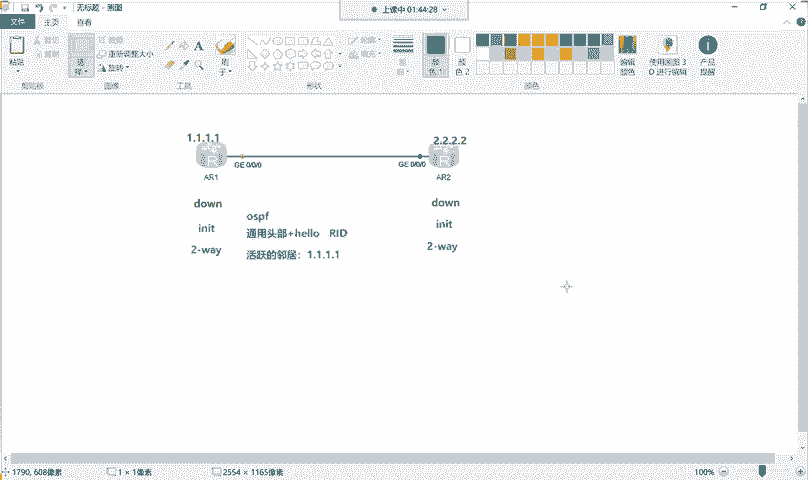 无标题 - 画图
上课中 01:44:28
文件
主页
查看
粘贴
剪切
复制
剪贴板
选择
裁剪
重新调整大小
旋转
图像
A
刷子
工具
轮廓
填充
形状
粗细
颜色 1
颜色 2
编辑颜色
颜色
使用画图 3D 进行编辑
产品提醒
1.1.1.1
2.2.2.2
R
R
GE 0/0/0
GE 0/0/0
AR1
AR2
down
down
init
init
2-way
2-way
ospf
通用头部+hello RID
活跃的邻居：1.1.1.1
1790, 608像素
1 × 1像素
2554 × 1165像素
100%